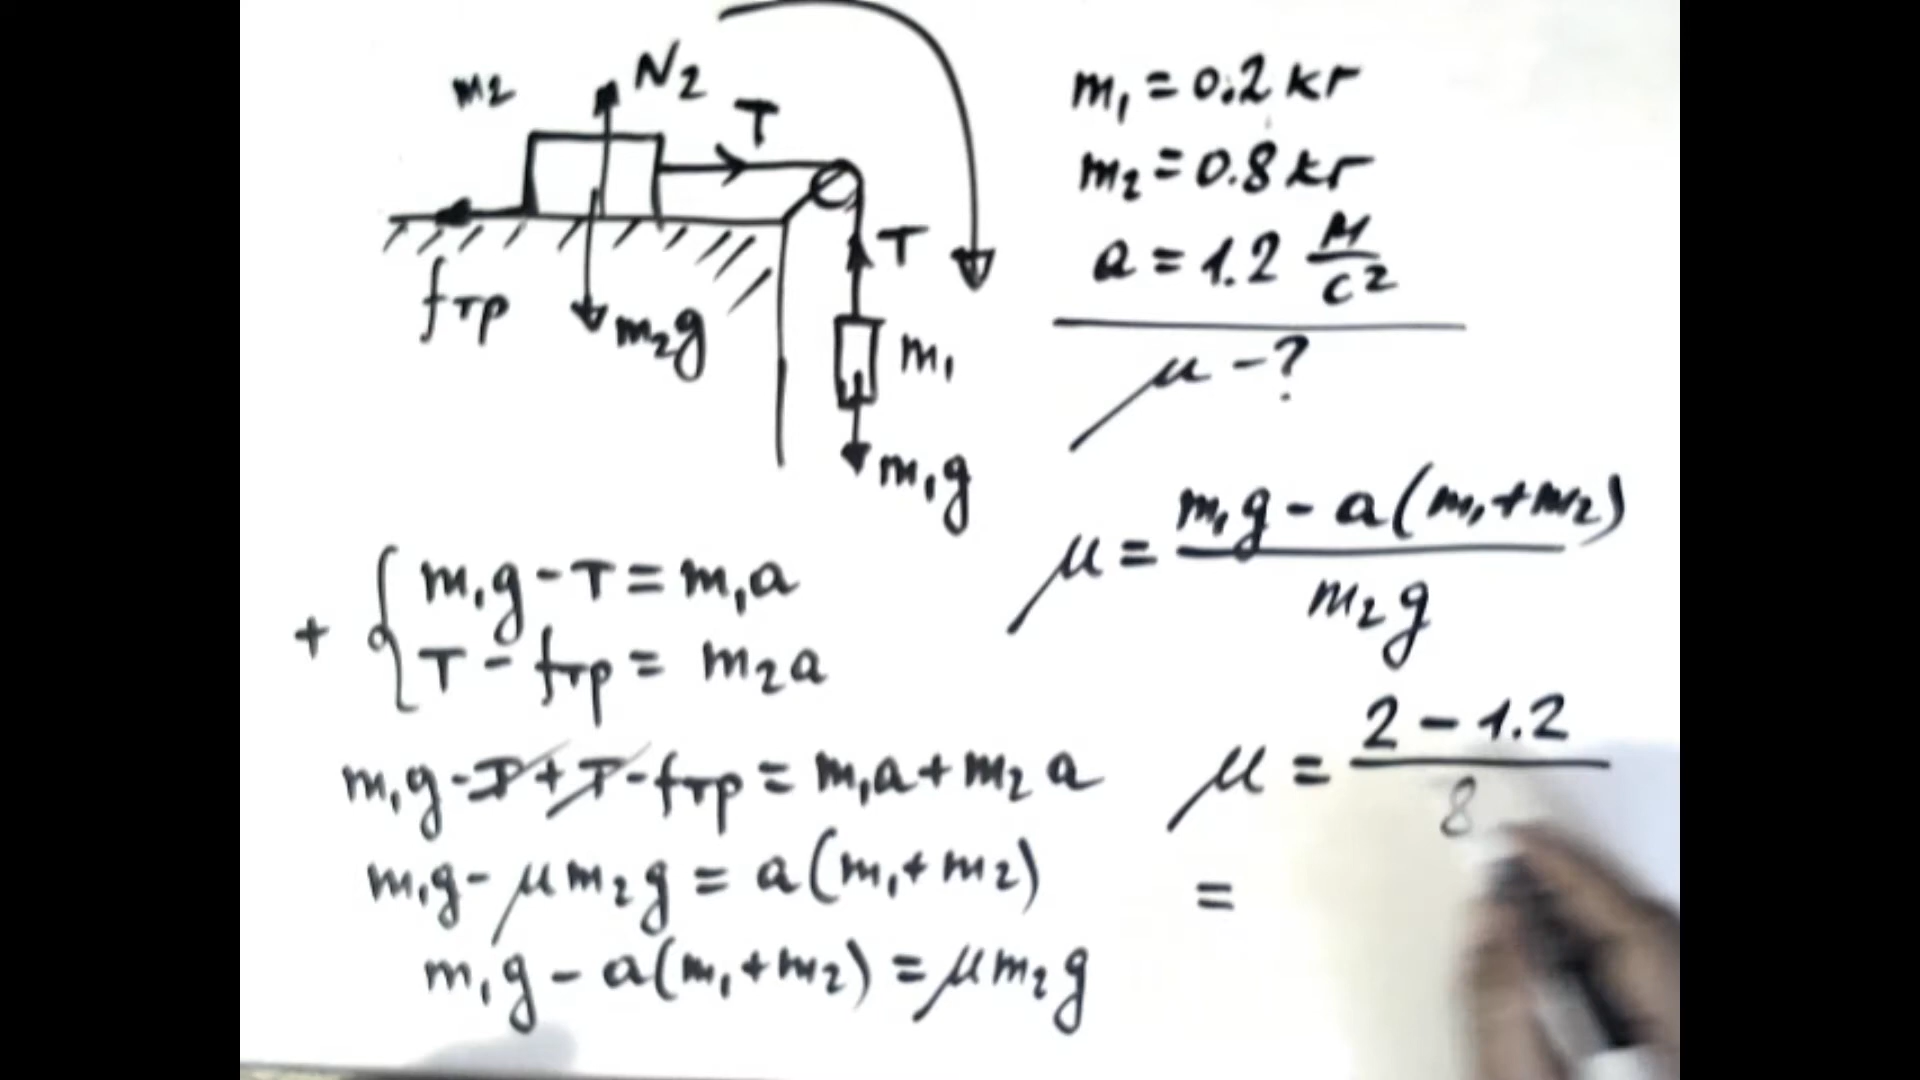 m₂
N₂
T
fтр
m₂g
T
m₁
m₁g
m₁ = 0.2 кг
m₂ = 0.8 кг
a = 1.2 м/с²
μ – ?
+ { m₁g - T = m₁a
T - fтр = m₂a
m₁g - T + T - fтр = m₁a + m₂a
m₁g - μm₂g = a(m₁ + m₂)
m₁g - a(m₁ + m₂) = μm₂g
μ = m₁g - a(m₁ + m₂) / m₂g
μ = 2 - 1.2 / 8
=